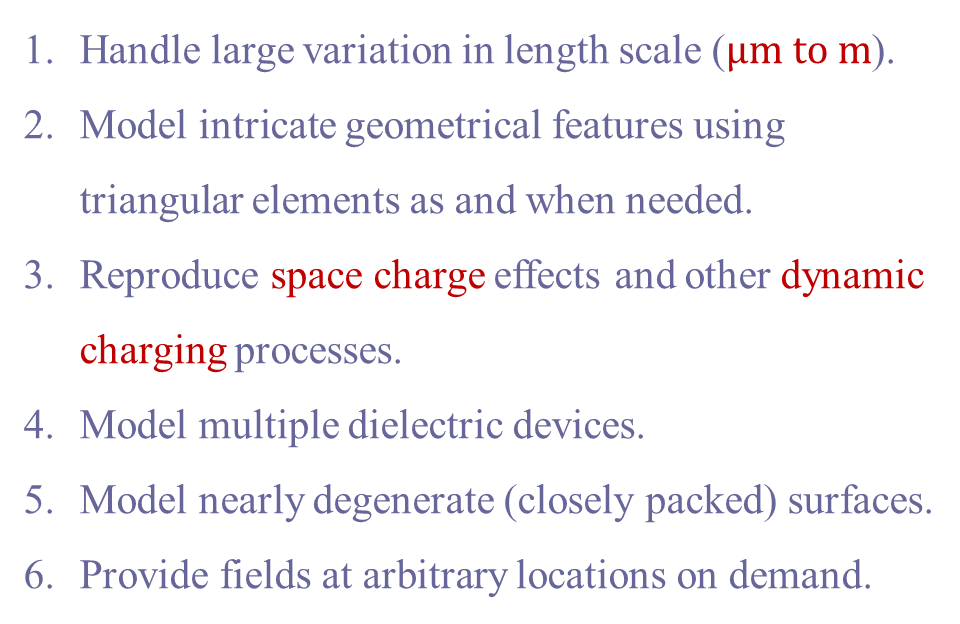 1. Handle large variation in length scale (μm to m).
2. Model intricate geometrical features using
triangular elements as and when needed.
3. Reproduce space charge effects and other dynamic
charging processes.
4. Model multiple dielectric devices.
5. Model nearly degenerate (closely packed) surfaces.
6. Provide fields at arbitrary locations on demand.